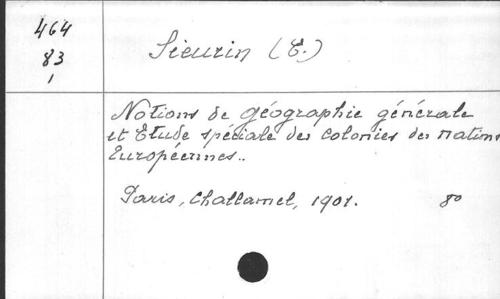 464
83
1
Sieurin (E.)
Notions de géographie générale
et Etude spéciale des colonies des nations
Européennes..
Paris, Challamel, 1901. 8º